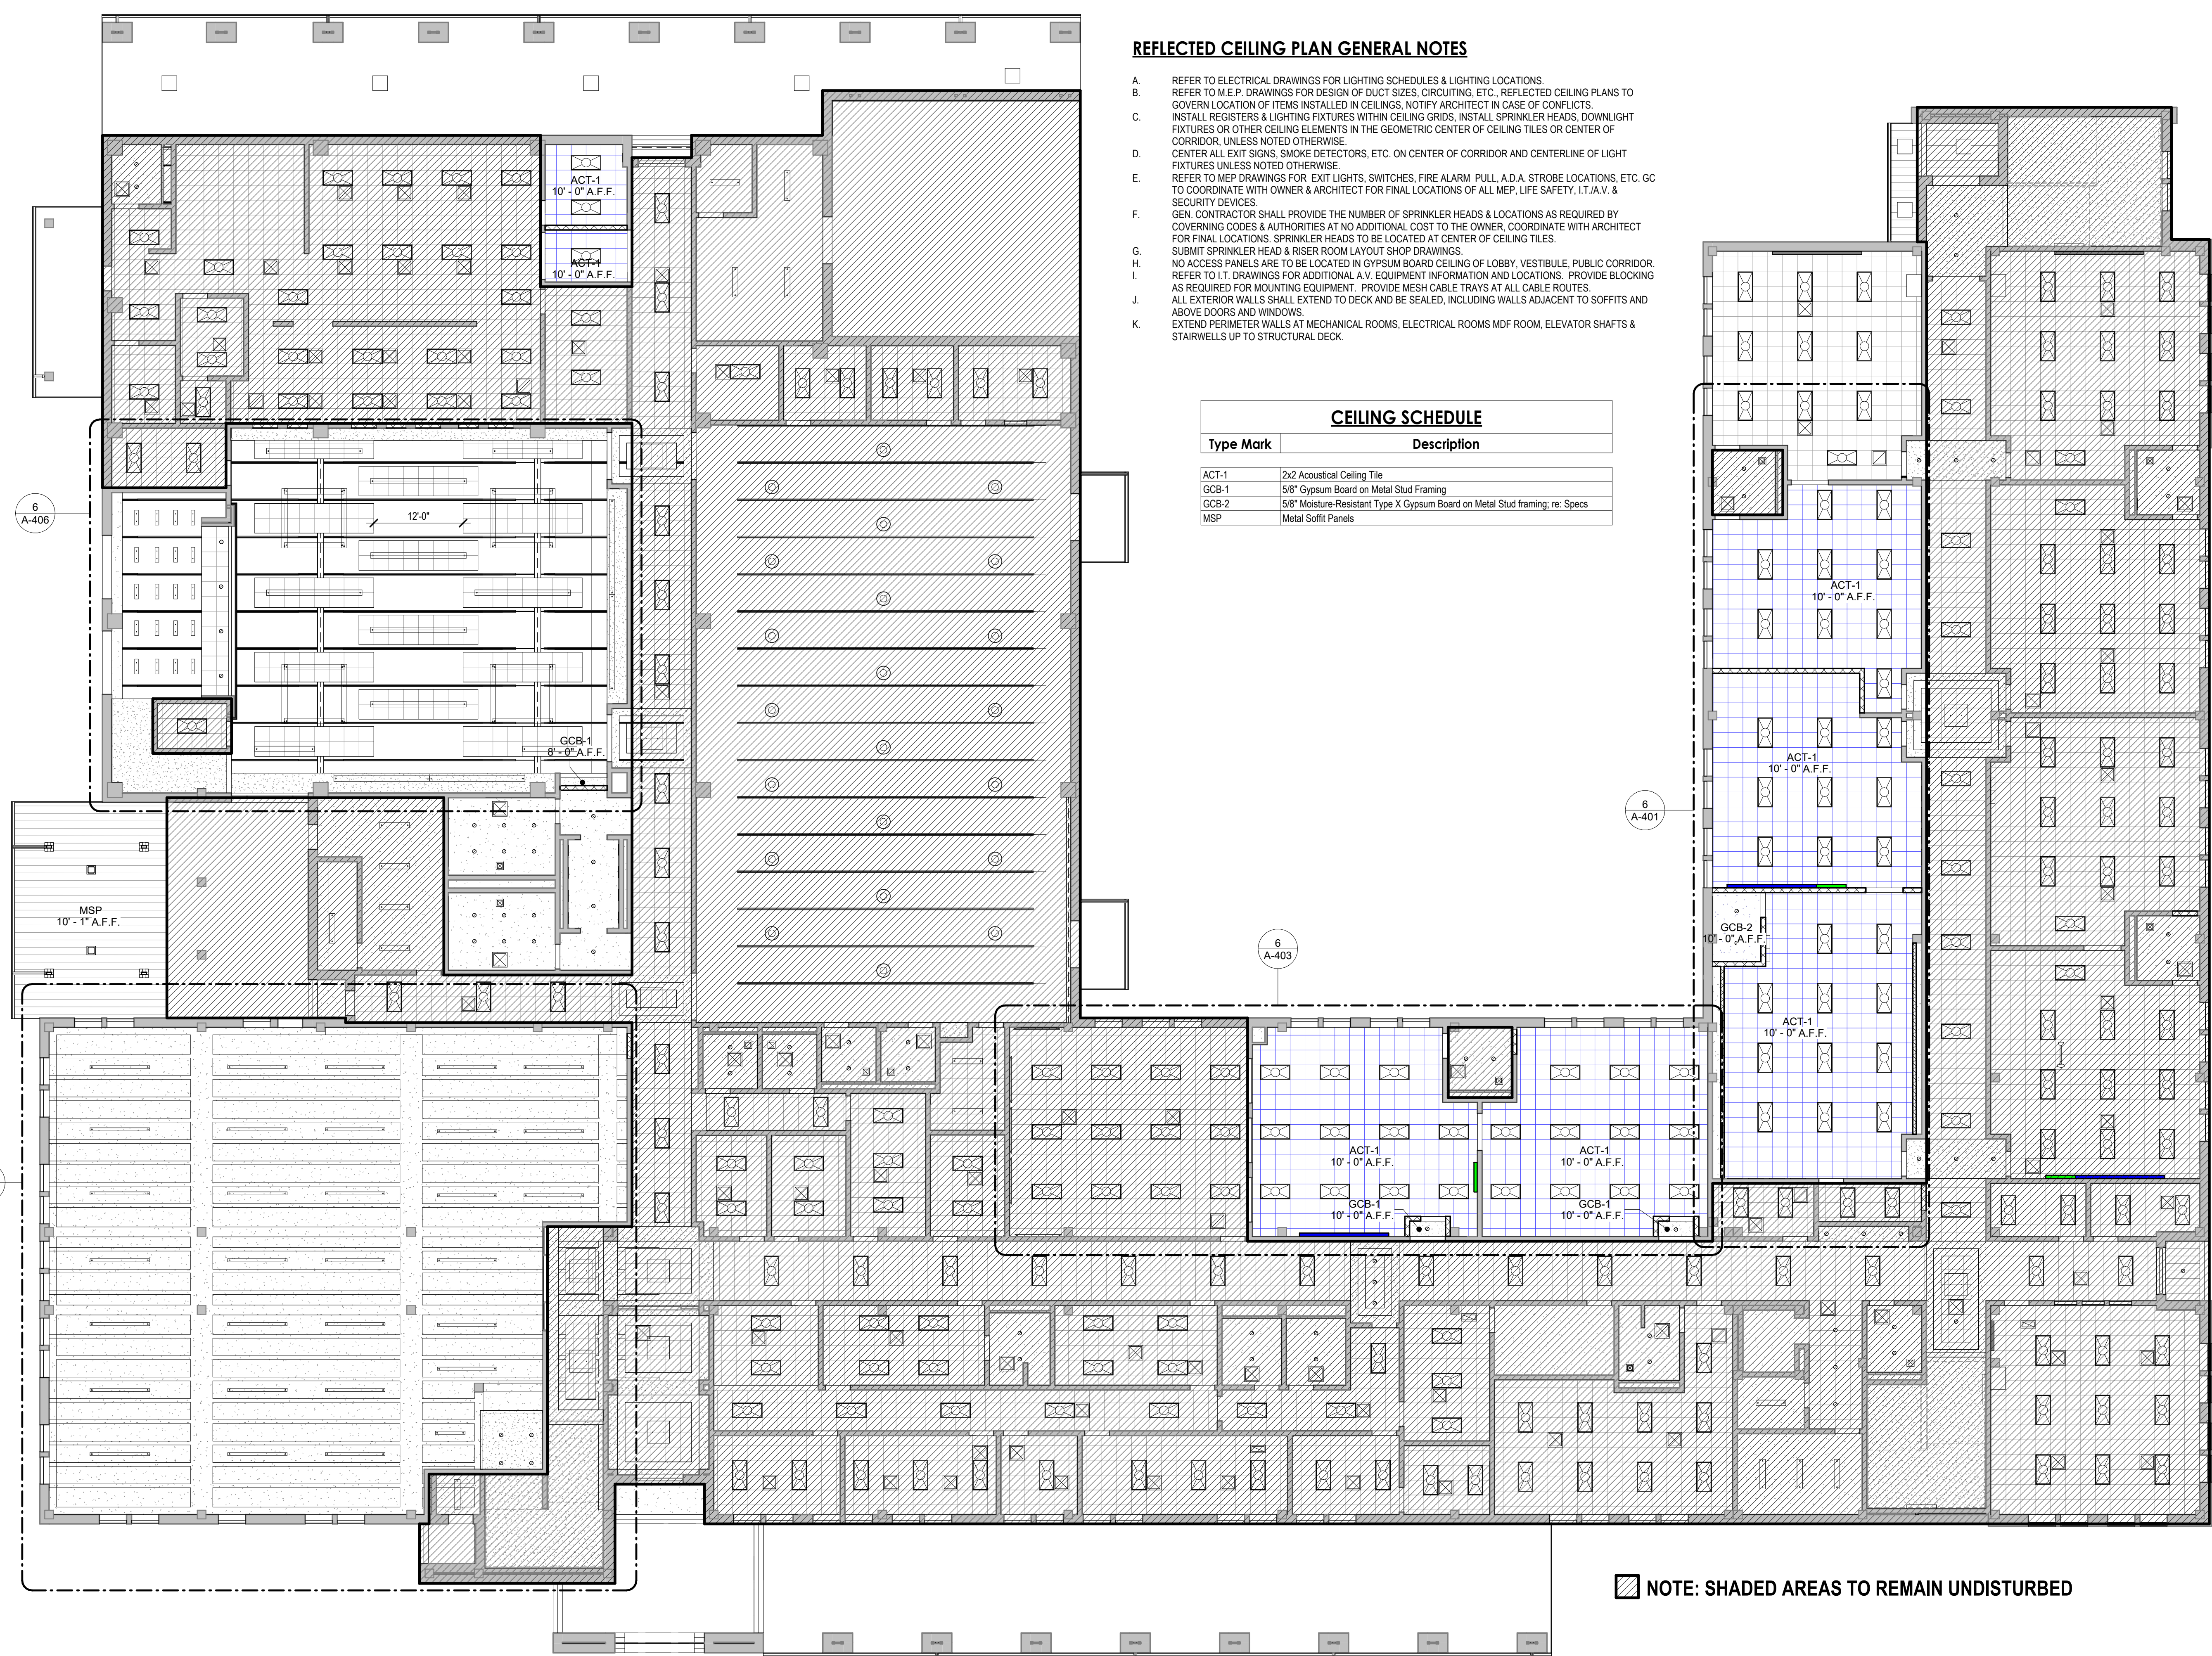 REFLECTED CEILING PLAN GENERAL NOTES
A. REFER TO ELECTRICAL DRAWINGS FOR LIGHTING SCHEDULES & LIGHTING LOCATIONS.
B. REFER TO M.E.P. DRAWINGS FOR DESIGN OF DUCT SIZES, CIRCUITING, ETC., REFLECTED CEILING PLANS TO
GOVERN LOCATION OF ITEMS INSTALLED IN CEILINGS, NOTIFY ARCHITECT IN CASE OF CONFLICTS.
C. INSTALL REGISTERS & LIGHTING FIXTURES WITHIN CEILING GRIDS, INSTALL SPRINKLER HEADS, DOWNLIGHT
FIXTURES OR OTHER CEILING ELEMENTS IN THE GEOMETRIC CENTER OF CEILING TILES OR CENTER OF
CORRIDOR, UNLESS NOTED OTHERWISE.
D. CENTER ALL EXIT SIGNS, SMOKE DETECTORS, ETC. ON CENTER OF CORRIDOR AND CENTERLINE OF LIGHT
FIXTURES UNLESS NOTED OTHERWISE.
E. REFER TO MEP DRAWINGS FOR EXIT LIGHTS, SWITCHES, FIRE ALARM PULL, A.D.A. STROBE LOCATIONS, ETC. GC
TO COORDINATE WITH OWNER & ARCHITECT FOR FINAL LOCATIONS OF ALL MEP, LIFE SAFETY, I.T./A.V. &
SECURITY DEVICES.
F. GEN. CONTRACTOR SHALL PROVIDE THE NUMBER OF SPRINKLER HEADS & LOCATIONS AS REQUIRED BY
COVERNING CODES & AUTHORITIES AT NO ADDITIONAL COST TO THE OWNER, COORDINATE WITH ARCHITECT
FOR FINAL LOCATIONS. SPRINKLER HEADS TO BE LOCATED AT CENTER OF CEILING TILES.
G. SUBMIT SPRINKLER HEAD & RISER ROOM LAYOUT SHOP DRAWINGS.
H. NO ACCESS PANELS ARE TO BE LOCATED IN GYPSUM BOARD CEILING OF LOBBY, VESTIBULE, PUBLIC CORRIDOR.
I. REFER TO I.T. DRAWINGS FOR ADDITIONAL A.V. EQUIPMENT INFORMATION AND LOCATIONS. PROVIDE BLOCKING
AS REQUIRED FOR MOUNTING EQUIPMENT. PROVIDE MESH CABLE TRAYS AT ALL CABLE ROUTES.
J. ALL EXTERIOR WALLS SHALL EXTEND TO DECK AND BE SEALED, INCLUDING WALLS ADJACENT TO SOFFITS AND
ABOVE DOORS AND WINDOWS.
K. EXTEND PERIMETER WALLS AT MECHANICAL ROOMS, ELECTRICAL ROOMS MDF ROOM, ELEVATOR SHAFTS &
STAIRWELLS UP TO STRUCTURAL DECK.
CEILING SCHEDULE
Type Mark Description
ACT-1 2x2 Acoustical Ceiling Tile
GCB-1 5/8" Gypsum Board on Metal Stud Framing
GCB-2 5/8" Moisture-Resistant Type X Gypsum Board on Metal Stud framing; re: Specs
MSP Metal Soffit Panels
ACT-1
10' - 0" A.F.F.
ACT-1
10' - 0" A.F.F.
6
A-406
12'-0"
GCB-1
8' - 0" A.F.F.
MSP
10' - 1" A.F.F.
ACT-1
10' - 0" A.F.F.
ACT-1
10' - 0" A.F.F.
6
A-401
GCB-2
10' - 0" A.F.F.
6
A-403
ACT-1
10' - 0" A.F.F.
ACT-1
10' - 0" A.F.F.
ACT-1
10' - 0" A.F.F.
GCB-1
10' - 0" A.F.F.
GCB-1
10' - 0" A.F.F.
NOTE: SHADED AREAS TO REMAIN UNDISTURBED